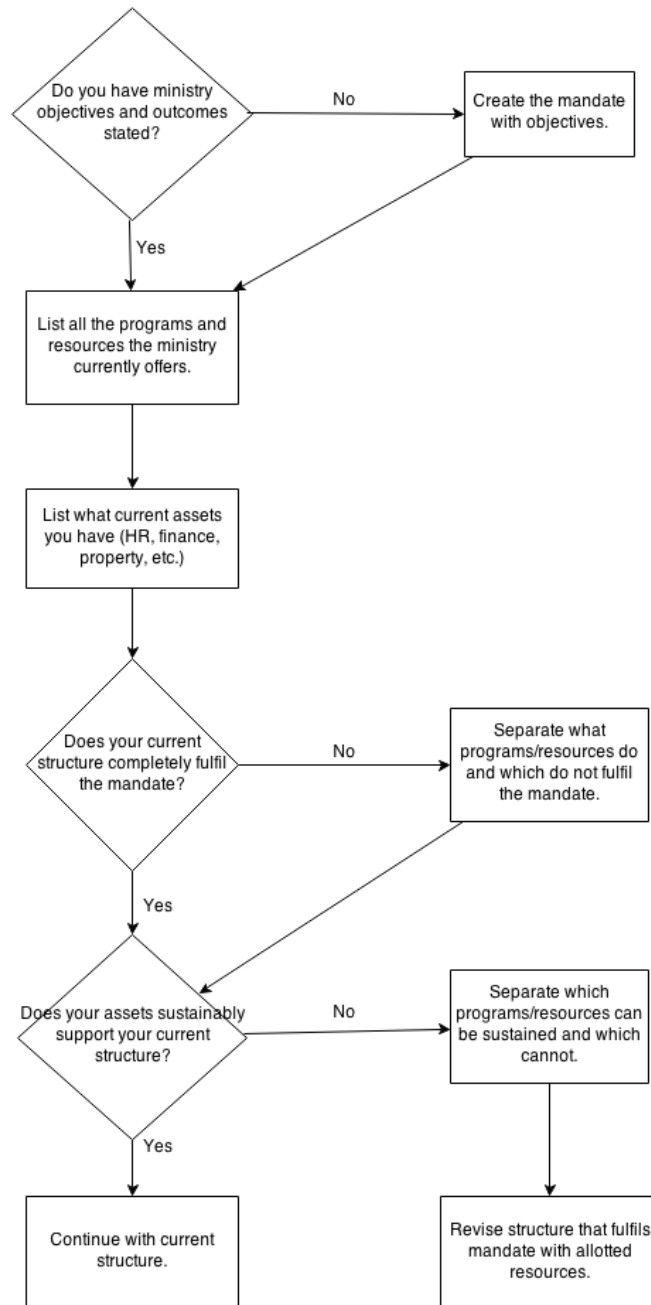 Do you have ministry
objectives and outcomes
stated?
No
Create the mandate
with objectives.
Yes
List all the programs and
resources the ministry
currently offers.
List what current assets
you have (HR, finance,
property, etc.)
Does your current
structure completely fulfil
the mandate?
No
Separate what
programs/resources do
and which do not fulfil
the mandate.
Yes
Does your assets sustainably
support your current
structure?
No
Separate which
programs/resources can
be sustained and which
cannot.
Yes
Continue with current
structure.
Revise structure that fulfils
mandate with allotted
resources.